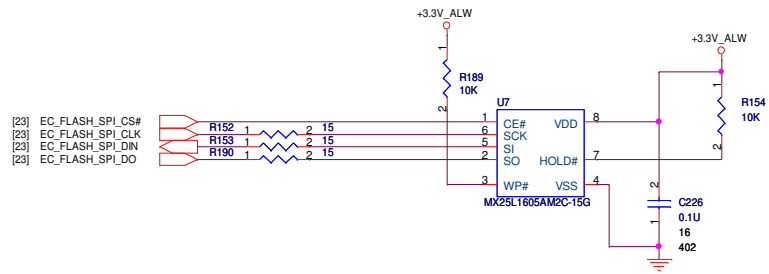 +3.3V_ALW
+3.3V_ALW
1
R189
10K
2
1
R154
10K
2
U7
[23] EC_FLASH_SPI_CS#
1
CE#
VDD
8
[23] EC_FLASH_SPI_CLK
R152
1
2
15
6
SCK
[23] EC_FLASH_SPI_DIN
R153
1
2
15
5
SI
[23] EC_FLASH_SPI_DO
R190
1
2
15
2
SO
HOLD#
7
3
WP#
VSS
4
MX25L1605AM2C-15G
2
C226
0.1U
1
16
402